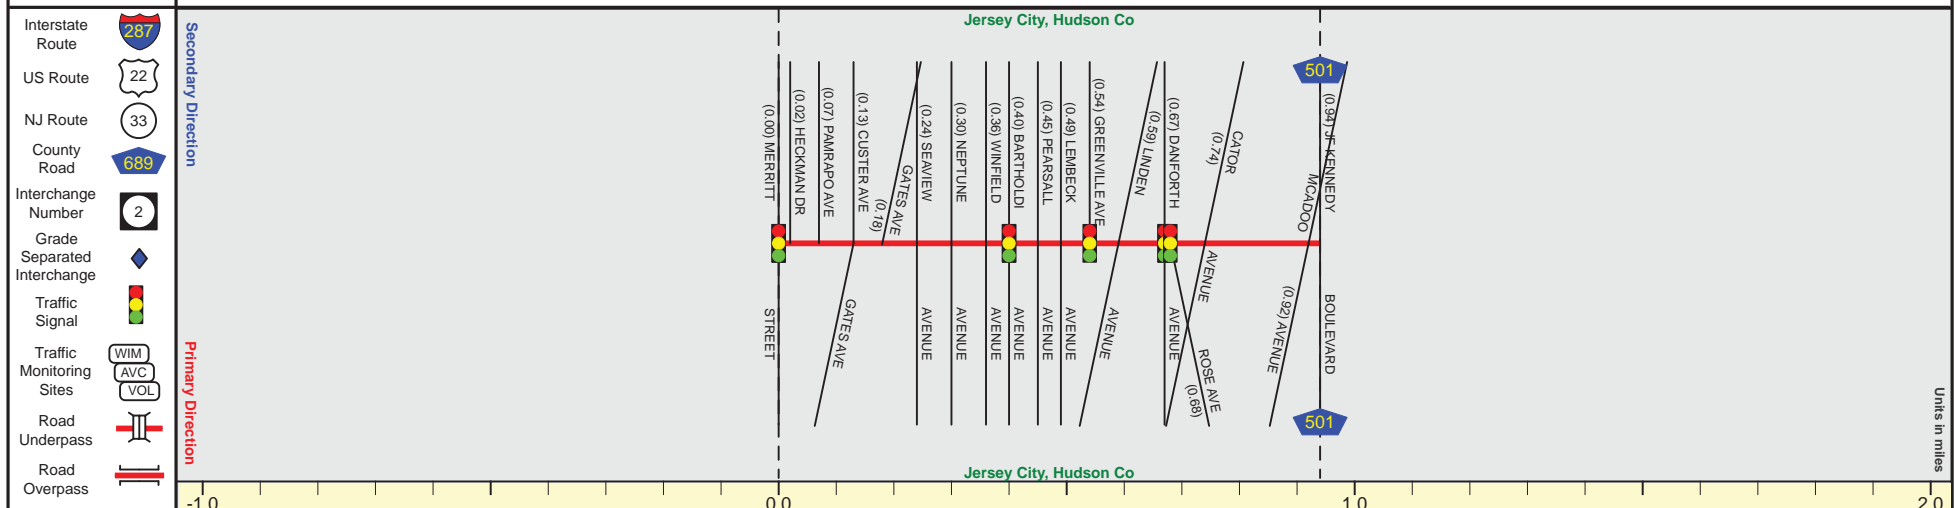 Interstate
Route
287
US Route
22
NJ Route
33
County
Road
689
Interchange
Number
2
Grade
Separated
Interchange
Traffic
Signal
Traffic
Monitoring
Sites
WIM
AVC
VOL
Road
Underpass
Road
Overpass
Secondary Direction
Primary Direction
Jersey City, Hudson Co
(0.00) MERRITT
STREET
(0.02) HECKMAN DR
(0.07) PAMRAPO AVE
(0.13) CUSTER AVE
GATES AVE
(0.18)
GATES AVE
(0.24) SEAVIEW
AVENUE
(0.30) NEPTUNE
AVENUE
(0.36) WINFIELD
AVENUE
(0.40) BARTHOLDI
AVENUE
(0.45) PEARSALL
AVENUE
(0.49) LEMBECK
AVENUE
(0.54) GREENVILLE AVE
(0.59) LINDEN
AVENUE
(0.67) DANFORTH
AVENUE
ROSE AVE
(0.68)
CATOR
(0.74)
AVENUE
MCADOO
(0.92) AVENUE
501
(0.94) JF KENNEDY
BOULEVARD
501
Jersey City, Hudson Co
Units in miles
-1.0
0.0
1.0
2.0